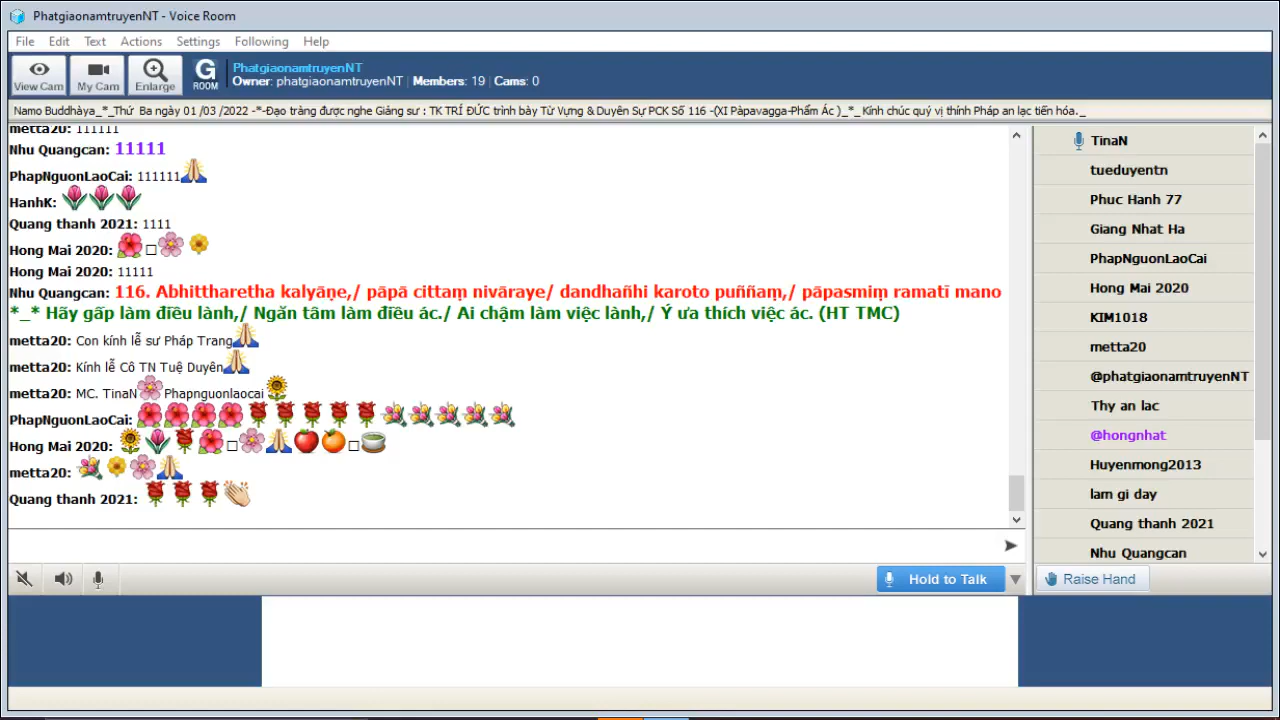 PhatgiaonamtruyenNT - Voice Room
File Edit Text Actions Settings Following Help
View Cam My Cam Enlarge G ROOM PhatgiaonamtruyenNT
Owner: phatgiaonamtruyenNT | Members: 19 | Cams: 0
Namo Buddhàya_*_Thứ Ba ngày 01 /03 /2022 -*-Đạo tràng được nghe Giảng sư : TK TRÍ ĐỨC trình bày Từ Vựng & Duyên Sự PCK Số 116 -(XI Pàpavagga-Phẩm Ác )_*_Kính chúc quý vị thính Pháp an lạc tiến hóa._
metta20: 111111
Nhu Quangcan: 11111
PhapNguonLaoCai: 111111
HanhK:
Quang thanh 2021: 1111
Hong Mai 2020:
Hong Mai 2020: 11111
Nhu Quangcan: 116. Abhittharetha kalyāṇe,/ pāpā cittaṃ nivāraye/ dandhañhi karoto puññaṃ,/ pāpasmiṃ ramatī mano
*_* Hãy gấp làm điều lành,/ Ngăn tâm làm điều ác./ Ai chậm làm việc lành,/ Ý ưa thích việc ác. (HT TMC)
metta20: Con kính lễ sư Pháp Trang
metta20: Kính lễ Cô TN Tuệ Duyên
metta20: MC. TinaN Phapnguonlaocai
PhapNguonLaoCai:
Hong Mai 2020:
metta20:
Quang thanh 2021:
TinaN
tueduyentn
Phuc Hanh 77
Giang Nhat Ha
PhapNguonLaoCai
Hong Mai 2020
KIM1018
metta20
@phatgiaonamtruyenNT
Thy an lac
@hongnhat
Huyenmong2013
lam gi day
Quang thanh 2021
Nhu Quangcan
Hold to Talk
Raise Hand